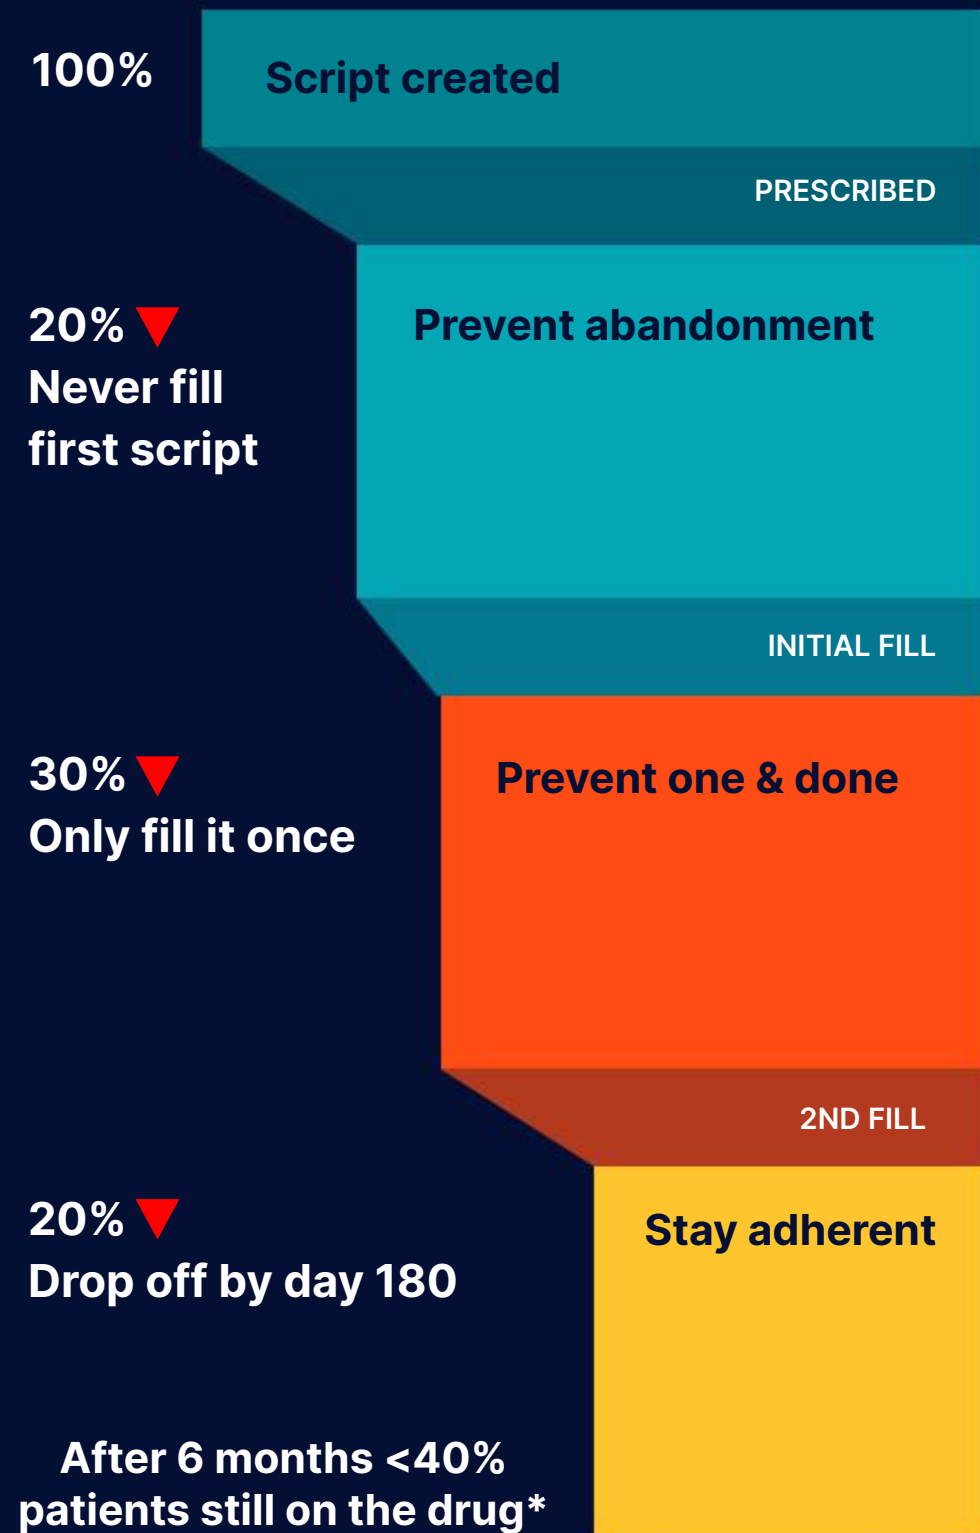 100%
Script created
PRESCRIBED
20%
Never fill
first script
Prevent abandonment
INITIAL FILL
30%
Only fill it once
Prevent one & done
2ND FILL
20%
Drop off by day 180
Stay adherent
After 6 months <40%
patients still on the drug*